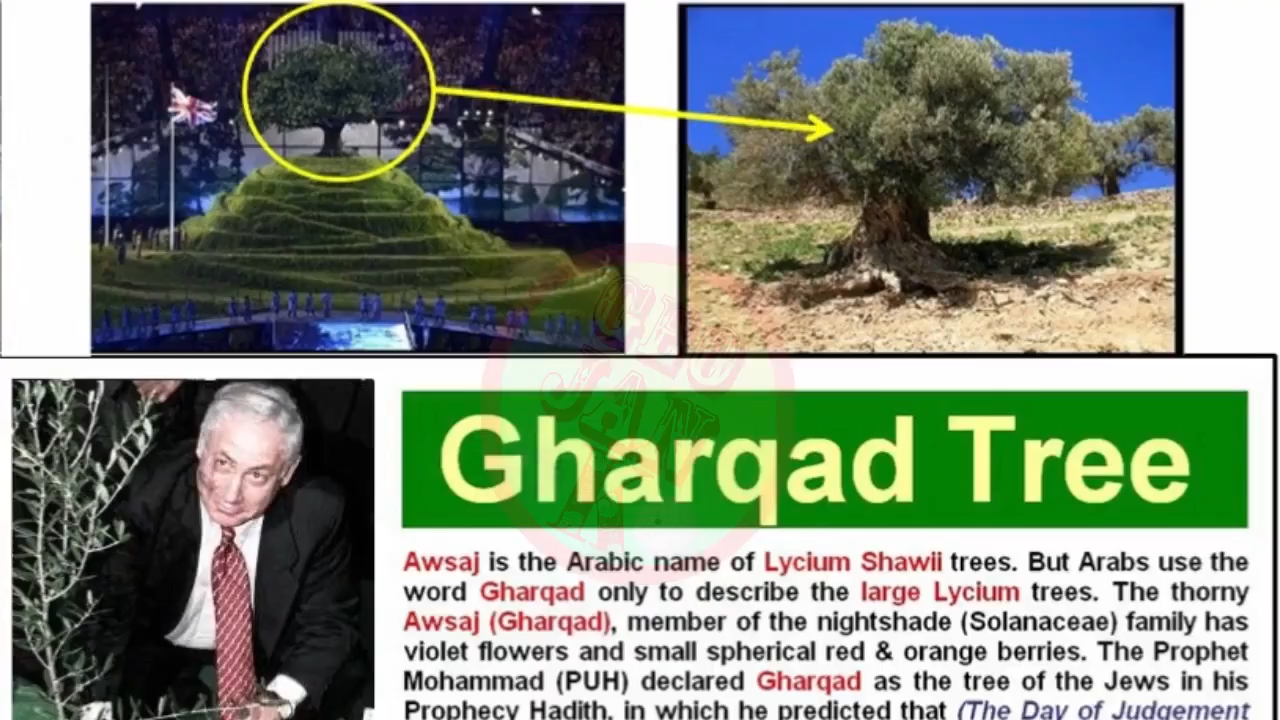 Gharqad Tree
Awsaj is the Arabic name of Lycium Shawii trees. But Arabs use the
word Gharqad only to describe the large Lycium trees. The thorny
Awsaj (Gharqad), member of the nightshade (Solanaceae) family has
violet flowers and small spherical red & orange berries. The Prophet
Mohammad (PUH) declared Gharqad as the tree of the Jews in his
Prophecy Hadith, in which he predicted that (The Day of Judgement